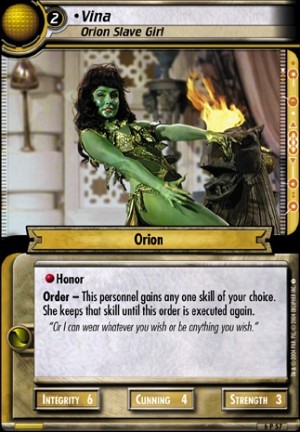 2
• Vina
Orion Slave Girl
Orion
Honor
Order – This personnel gains any one skill of your choice.
She keeps that skill until this order is executed again.
"Or I can wear whatever you wish or be anything you wish."
INTEGRITY 6
CUNNING 4
STRENGTH 3